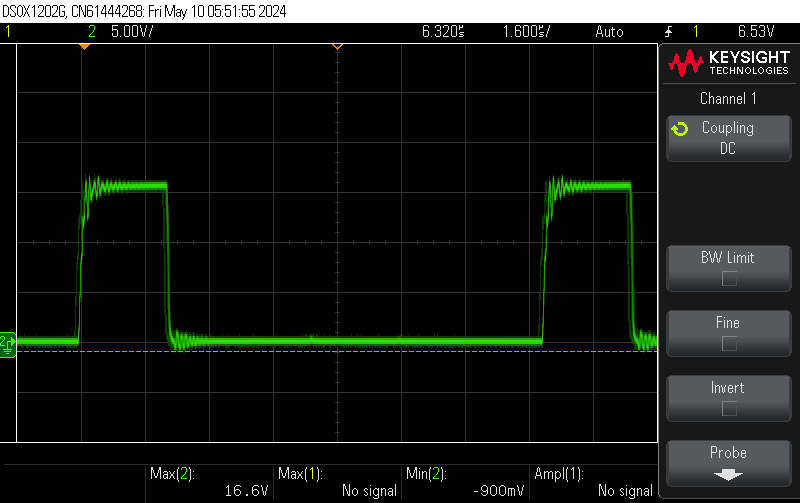 DSOX1202G, CN61444268: Fri May 10 05:51:55 2024
1 2 5.00V/ 6.320s 1.600s/ Auto 1 6.53V
KEYSIGHT
TECHNOLOGIES
Channel 1
Coupling
DC
BW Limit
Fine
Invert
Probe
2
Max(2): Max(1): Min(2): Ampl(1):
16.6V No signal -900mV No signal